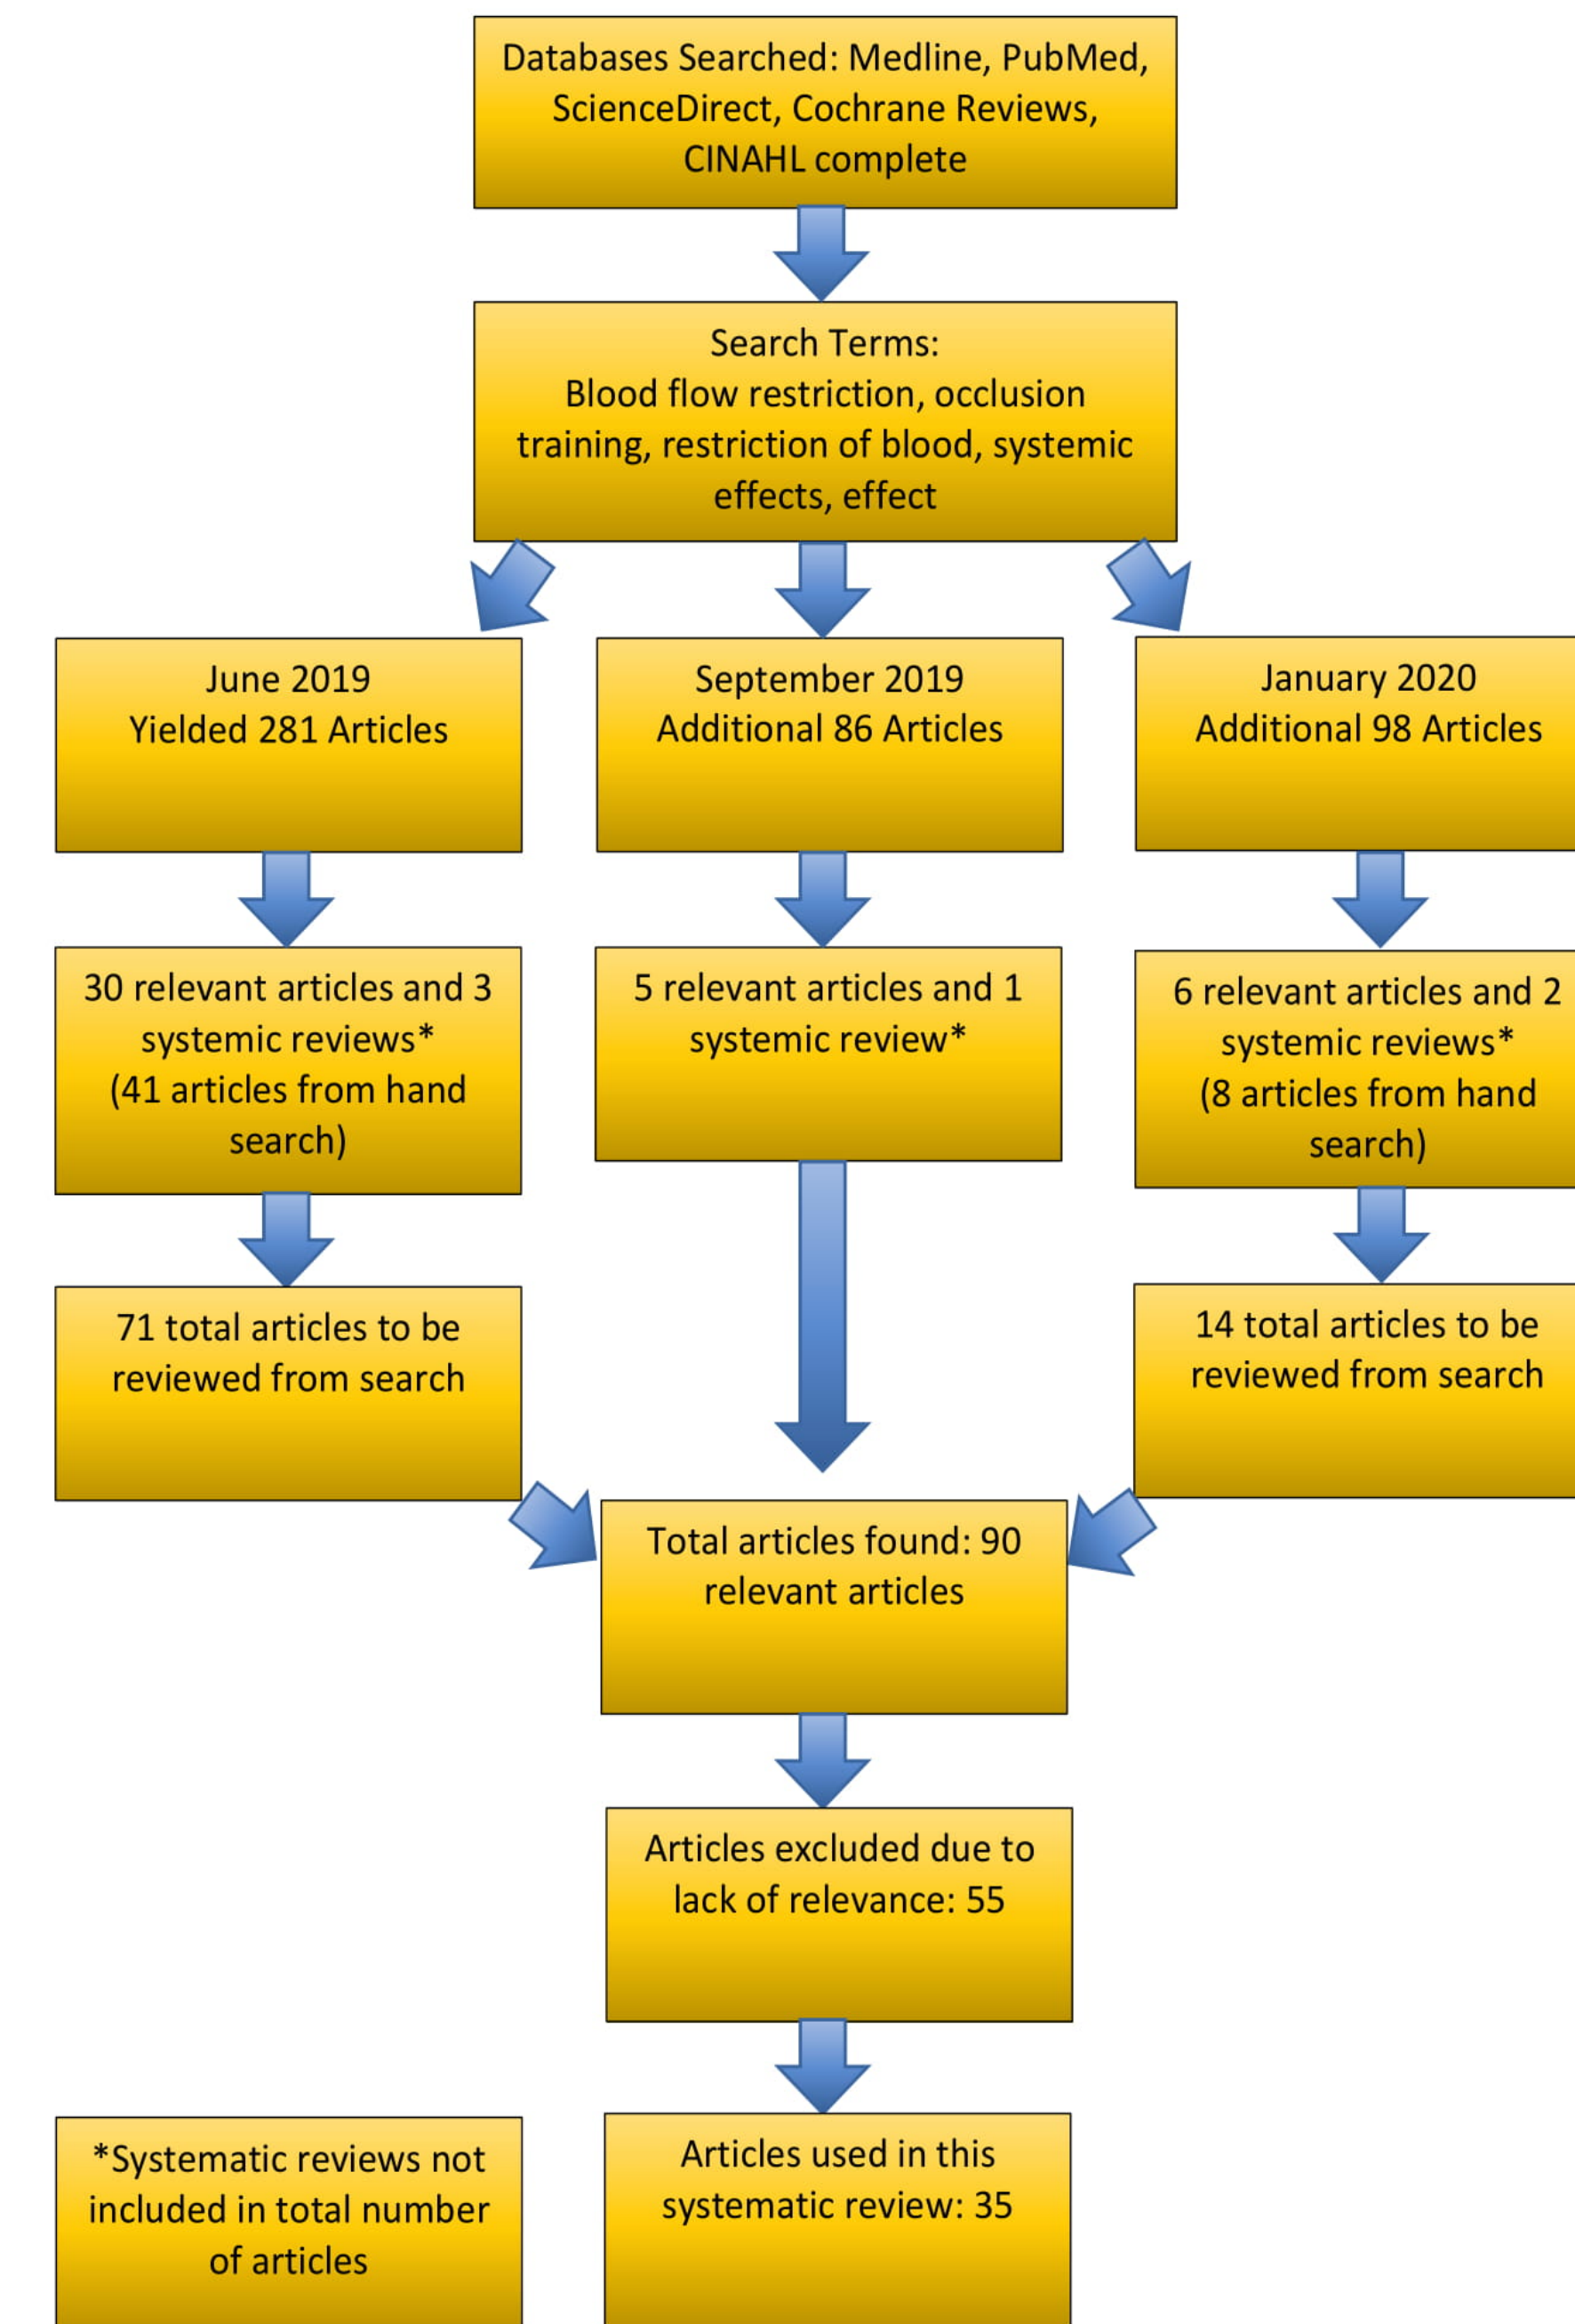 Databases Searched: Medline, PubMed,
ScienceDirect, Cochrane Reviews,
CINAHL complete
Search Terms:
Blood flow restriction, occlusion
training, restriction of blood, systemic
effects, effect
June 2019
Yielded 281 Articles
September 2019
Additional 86 Articles
January 2020
Additional 98 Articles
30 relevant articles and 3
systemic reviews*
(41 articles from hand
search)
5 relevant articles and 1
systemic review*
6 relevant articles and 2
systemic reviews*
(8 articles from hand
search)
71 total articles to be
reviewed from search
14 total articles to be
reviewed from search
Total articles found: 90
relevant articles
Articles excluded due to
lack of relevance: 55
*Systematic reviews not
included in total number
of articles
Articles used in this
systematic review: 35